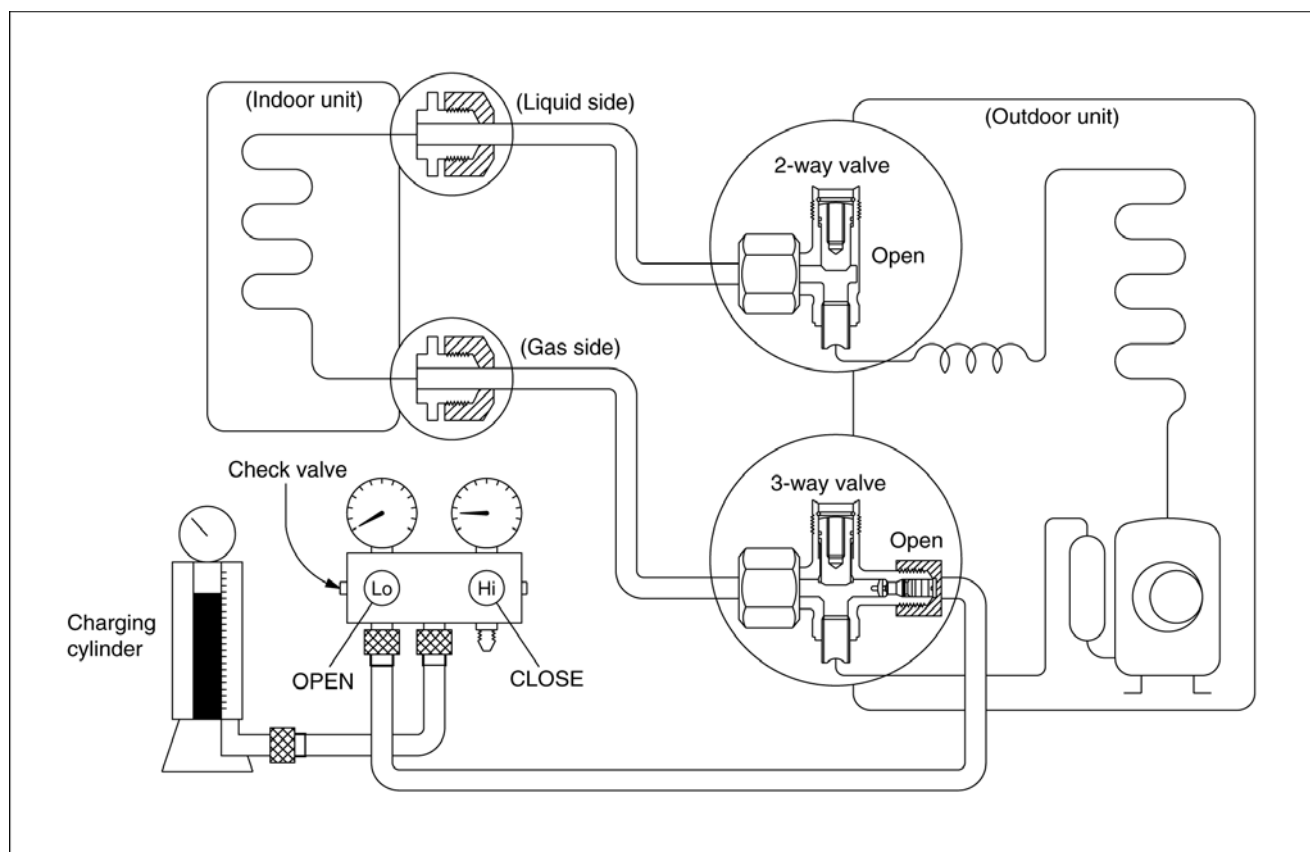 (Indoor unit)
(Liquid side)
(Outdoor unit)
2-way valve
Open
(Gas side)
Check valve
3-way valve
Open
Lo
Hi
Charging
cylinder
OPEN
CLOSE